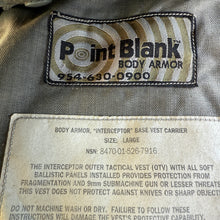 Point Blank
BODY ARMOR
954-630-0900
BODY ARMOR, "INTERCEPTOR" BASE VEST CARRIER
SIZE: LARGE
NSN: 8470-01-526-7916
THE INTERCEPTOR OUTER TACTICAL VEST (OTV) WITH ALL SOFT
BALLISTIC PANELS INSTALLED PROVIDES PROTECTION FROM
FRAGMENTATION AND 9mm SUBMACHINE GUN OR LESSER THREATS
THIS VEST DOES NOT PROTECT AGAINST KNIVES OR SHARP OBJECTS
DO NOT MACHINE WASH OR DRY. FAILURE TO FOLLOW THESE
INSTRUCTIONS WILL DAMAGE THE VEST'S PROTECTIVE CAPABILITY